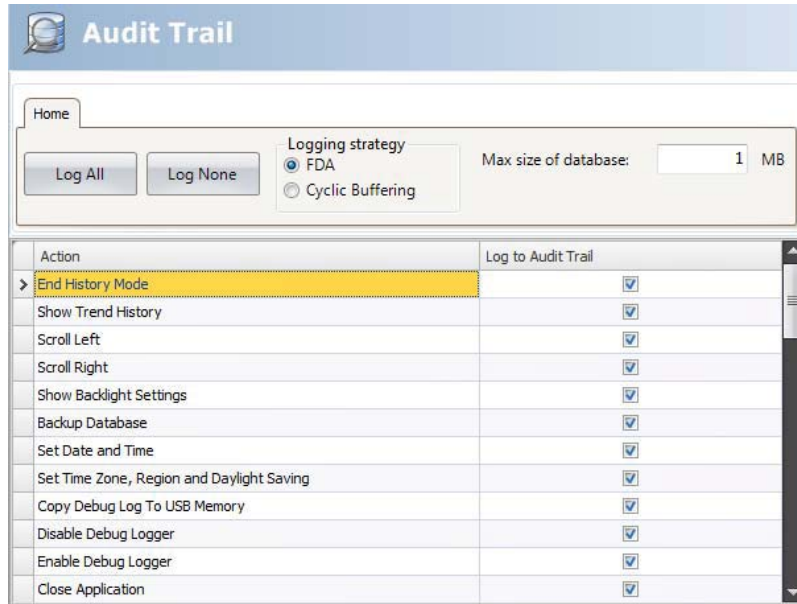 Audit Trail
Home
Log All
Log None
Logging strategy
FDA
Cyclic Buffering
Max size of database: 1 MB
Action Log to Audit Trail
End History Mode
Show Trend History
Scroll Left
Scroll Right
Show Backlight Settings
Backup Database
Set Date and Time
Set Time Zone, Region and Daylight Saving
Copy Debug Log To USB Memory
Disable Debug Logger
Enable Debug Logger
Close Application